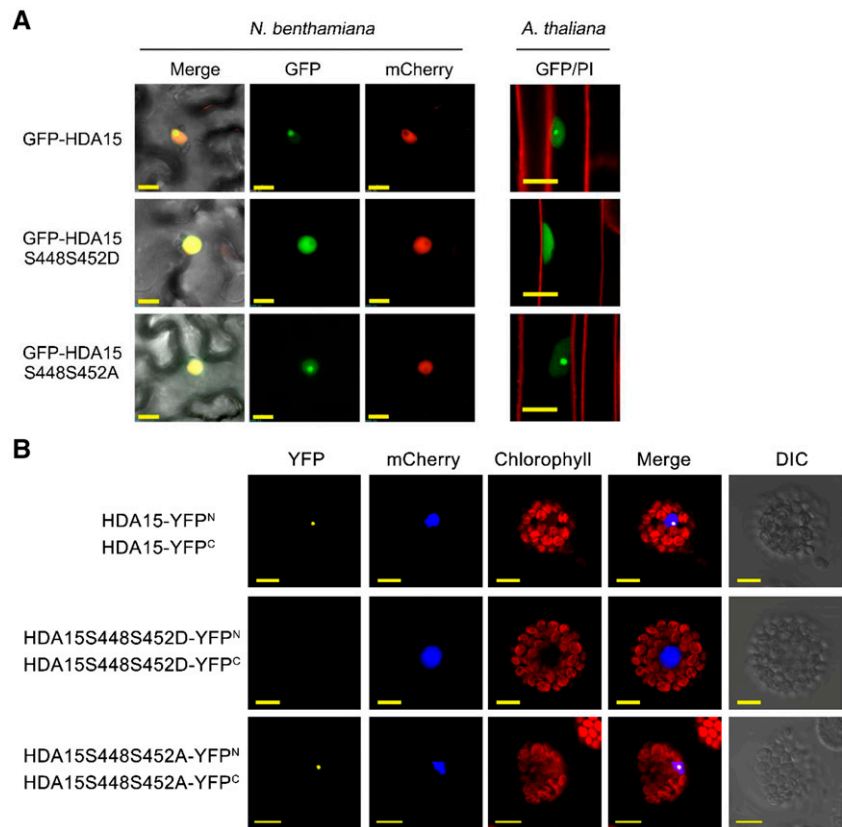 A
N. benthamiana
A. thaliana
Merge
GFP
mCherry
GFP/PI
GFP-HDA15
GFP-HDA15
S448S452D
GFP-HDA15
S448S452A
B
YFP
mCherry
Chlorophyll
Merge
DIC
HDA15-YFPᴺ
HDA15-YFPᶜ
HDA15S448S452D-YFPᴺ
HDA15S448S452D-YFPᶜ
HDA15S448S452A-YFPᴺ
HDA15S448S452A-YFPᶜ